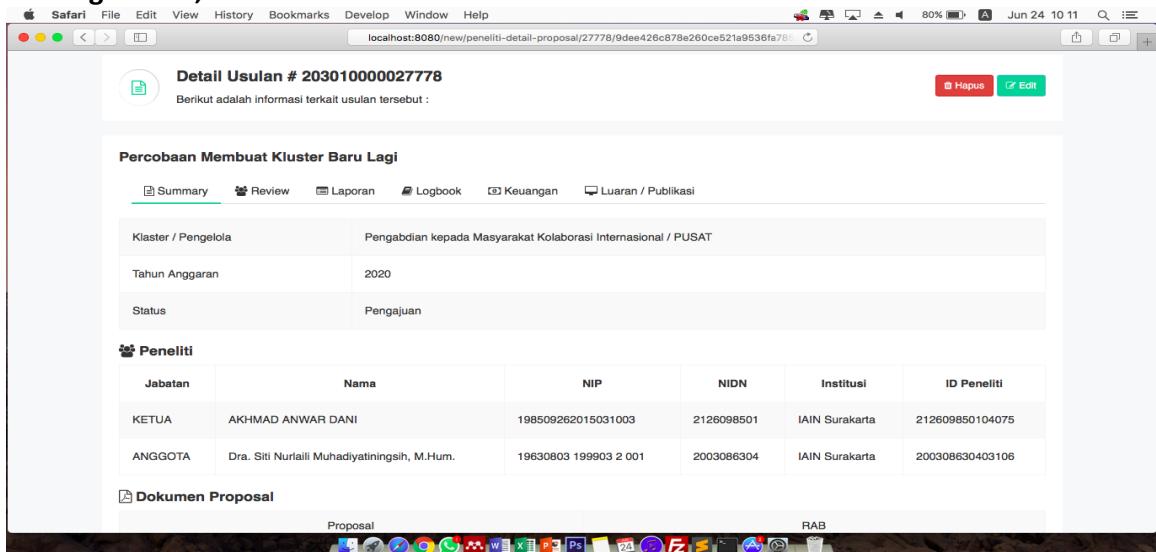 Safari File Edit View History Bookmarks Develop Window Help 80% A Jun 24 10 11
localhost:8080/new/peneliti-detail-proposal/27778/9dee426c878e260ce521a9536fa785
Detail Usulan # 203010000027778
Berikut adalah informasi terkait usulan tersebut :
Hapus Edit
Percobaan Membuat Kluster Baru Lagi
Summary Review Laporan Logbook Keuangan Luaran / Publikasi
Klaster / Pengelola Pengabdian kepada Masyarakat Kolaborasi Internasional / PUSAT
Tahun Anggaran 2020
Status Pengajuan
Peneliti
Jabatan Nama NIP NIDN Institusi ID Peneliti
KETUA AKHMAD ANWAR DANI 198509262015031003 2126098501 IAIN Surakarta 212609850104075
ANGGOTA Dra. Siti Nurlaili Muhadiyatiningsih, M.Hum. 19630803 199903 2 001 2003086304 IAIN Surakarta 200308630403106
Dokumen Proposal
Proposal RAB